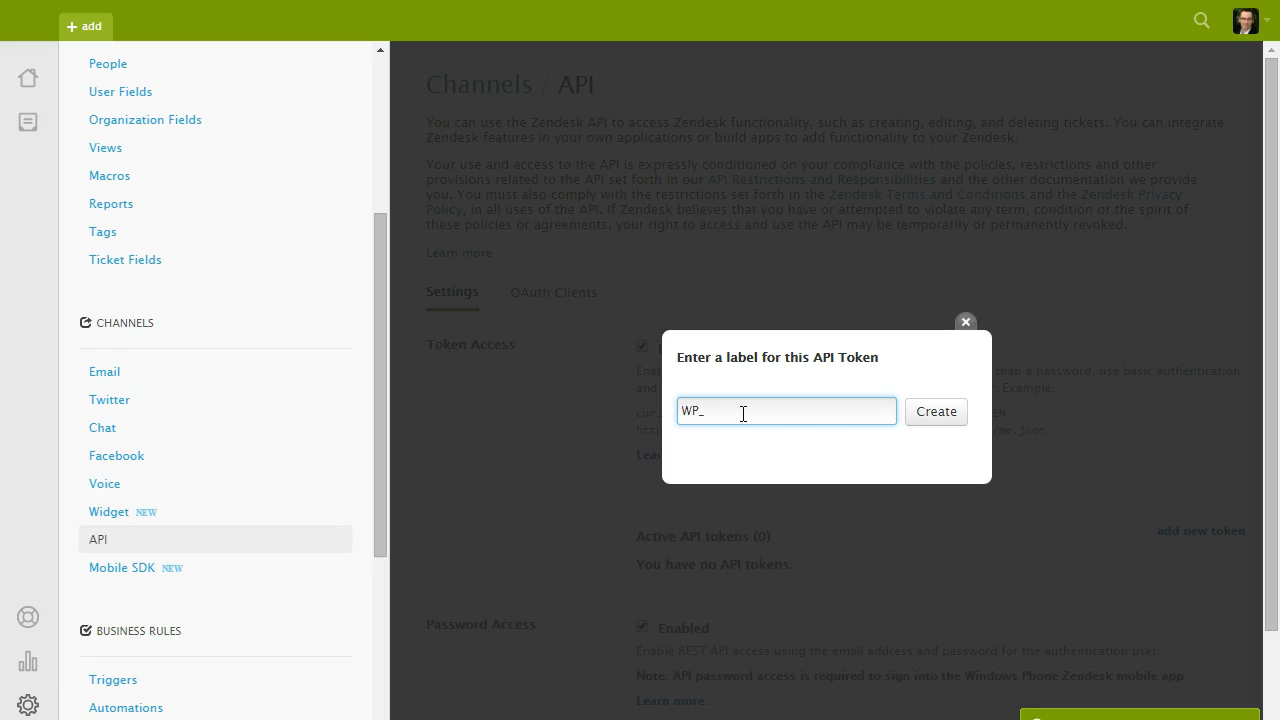 + add
People
User Fields
Organization Fields
Views
Macros
Reports
Tags
Ticket Fields
CHANNELS
Email
Twitter
Chat
Facebook
Voice
Widget NEW
API
Mobile SDK NEW
BUSINESS RULES
Triggers
Automations
Channels / API
You can use the Zendesk API to access Zendesk functionality, such as creating, editing, and deleting tickets. You can integrate
Zendesk features in your own applications or build apps to add functionality to your Zendesk.
Your use and access to the API is expressly conditioned on your compliance with the policies, restrictions and other
provisions related to the API set forth in our API Restrictions and Responsibilities and the other documentation we provide
you. You must also comply with the restrictions set forth in the Zendesk Terms and Conditions and the Zendesk Privacy
Policy, in all uses of the API. If Zendesk believes that you have or attempted to violate any term, condition or the spirit of
these policies or agreements, your right to access and use the API may be temporarily or permanently revoked.
Learn more
Settings OAuth Clients
Token Access
than a password, use basic authentication
and Example:
/me.json
Enter a label for this API Token
WP_
Create
Active API tokens (0)
add new token
You have no API tokens.
Password Access
Enabled
Enable REST API access using the email address and password for the authentication user.
Note: API password access is required to sign into the Windows Phone Zendesk mobile app.
Learn more.